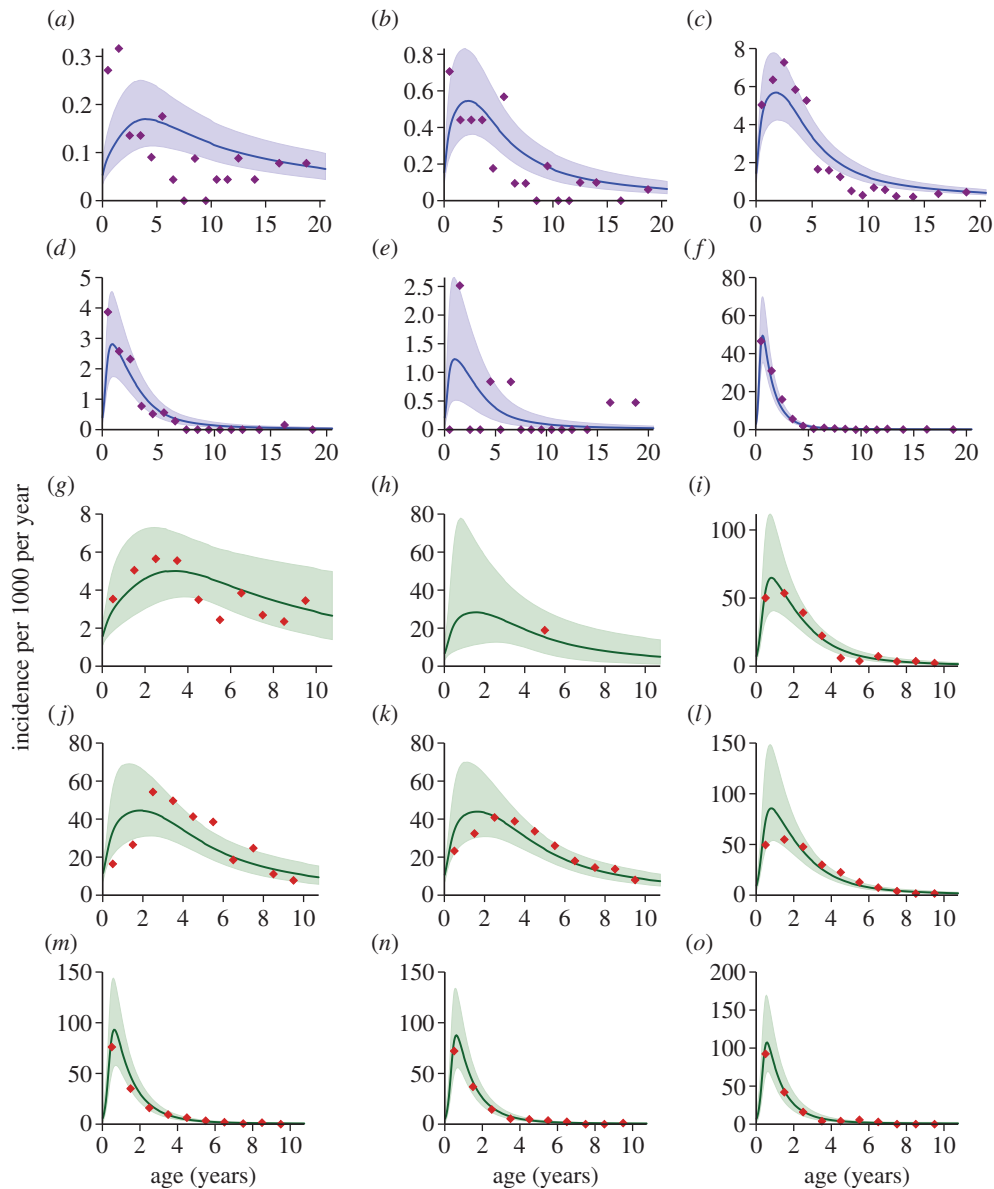 (a) (b) (c)
0.3 0.8 8
0.2 0.6 6
0.1 0.4 4
0 0.2 2
0 0
0 5 10 15 20 0 5 10 15 20 0 5 10 15 20
(d) (e) (f)
5 2.5 80
4 2.0 60
3 1.5 40
2 1.0 20
1 0.5 0
0 0
0 5 10 15 20 0 5 10 15 20 0 5 10 15 20
incidence per 1000 per year
(g) (h) (i)
8 80 100
6 60 50
4 40 0
2 20
0 0
0 2 4 6 8 10 0 2 4 6 8 10 0 2 4 6 8 10
(j) (k) (l)
80 80 150
60 60 100
40 40 50
20 20 0
0 0
0 2 4 6 8 10 0 2 4 6 8 10 0 2 4 6 8 10
(m) (n) (o)
150 150 200
100 100 150
50 50 100
0 0 50
0
0 2 4 6 8 10 0 2 4 6 8 10 0 2 4 6 8 10
age (years) age (years) age (years)